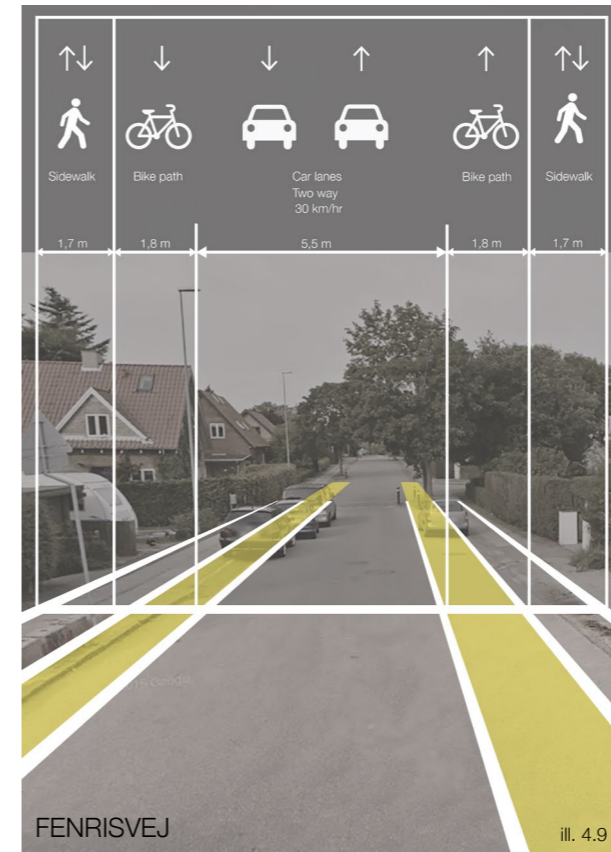 Sidewalk
Bike path
Car lanes
Two way
30 km/hr
Bike path
Sidewalk
1,7 m
1,8 m
5,5 m
1,8 m
1,7 m
FENRISVEJ
ill. 4.9